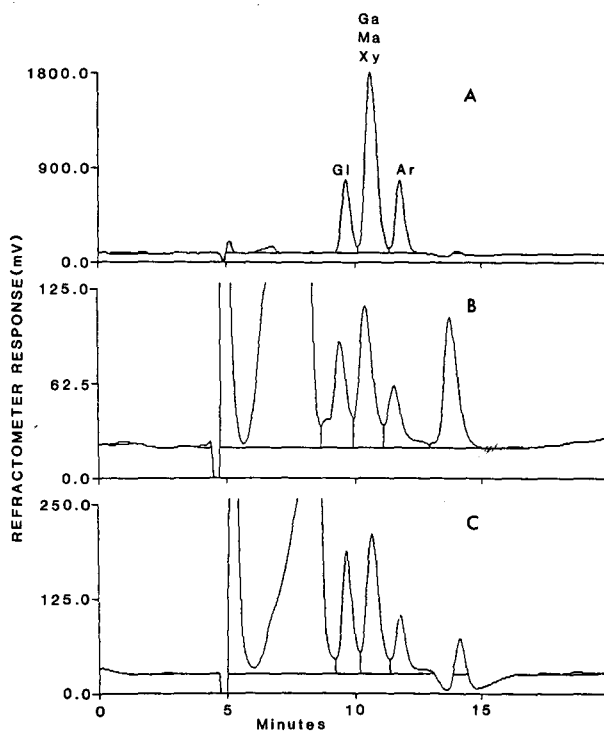 Ga
Ma
Xy
1800.0
A
Gl
Ar
900.0
0.0
125.0
B
62.5
0.0
250.0
C
125.0
0.0
0
5
10
15
Minutes
REFRACTOMETER RESPONSE(mV)